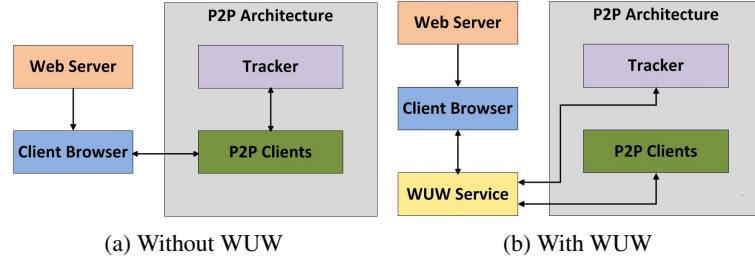 P2P Architecture
Web Server
Tracker
Client Browser
P2P Clients
(a) Without WUW
P2P Architecture
Web Server
Tracker
Client Browser
P2P Clients
WUW Service
(b) With WUW